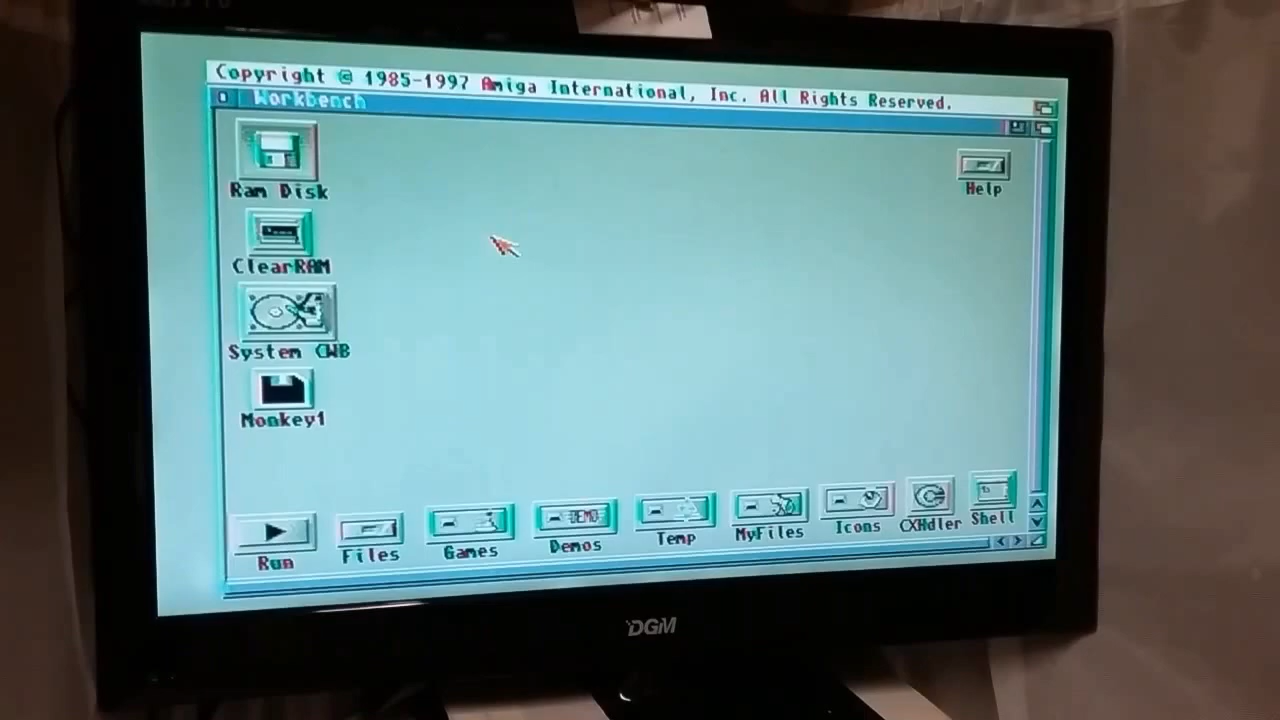 Copyright © 1985-1997 Amiga International, Inc. All Rights Reserved.
Workbench
Ram Disk
Help
ClearRAM
System CWB
Monkey1
Run
Files
Games
DEMO
Demos
Temp
MyFiles
Icons
CXHdler
Shell
DGM